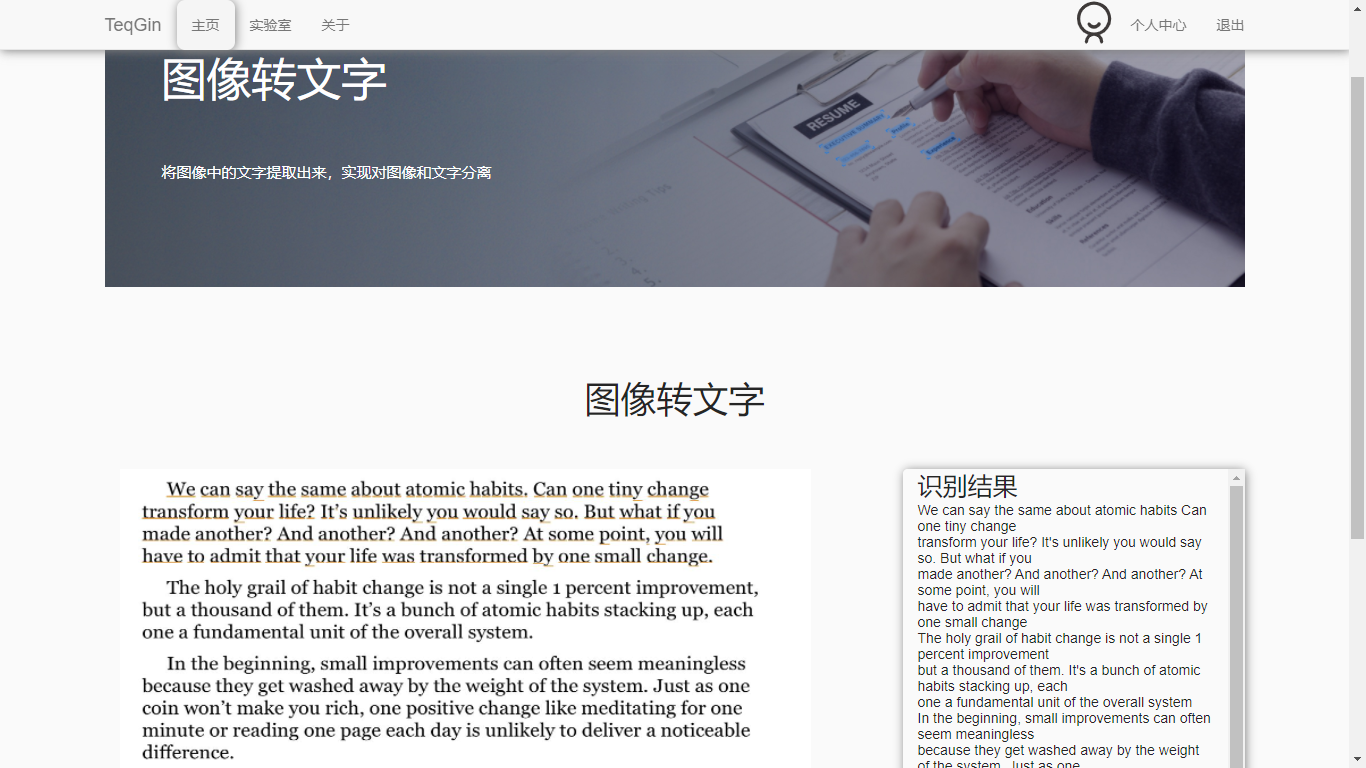 TeqGin 主页 实验室 关于 个人中心 退出
图像转文字
将图像中的文字提取出来，实现对图像和文字分离
RESUME
EXECUTIVE SUMMARY
Profile
Experience
Education
Skills
References
图像转文字
We can say the same about atomic habits. Can one tiny change
transform your life? It’s unlikely you would say so. But what if you
made another? And another? And another? At some point, you will
have to admit that your life was transformed by one small change.
The holy grail of habit change is not a single 1 percent improvement,
but a thousand of them. It’s a bunch of atomic habits stacking up, each
one a fundamental unit of the overall system.
In the beginning, small improvements can often seem meaningless
because they get washed away by the weight of the system. Just as one
coin won’t make you rich, one positive change like meditating for one
minute or reading one page each day is unlikely to deliver a noticeable
difference.
识别结果
We can say the same about atomic habits Can
one tiny change
transform your life? It's unlikely you would say
so. But what if you
made another? And another? And another? At
some point, you will
have to admit that your life was transformed by
one small change
The holy grail of habit change is not a single 1
percent improvement
but a thousand of them. It's a bunch of atomic
habits stacking up, each
one a fundamental unit of the overall system
In the beginning, small improvements can often
seem meaningless
because they get washed away by the weight
of the system. Just as one